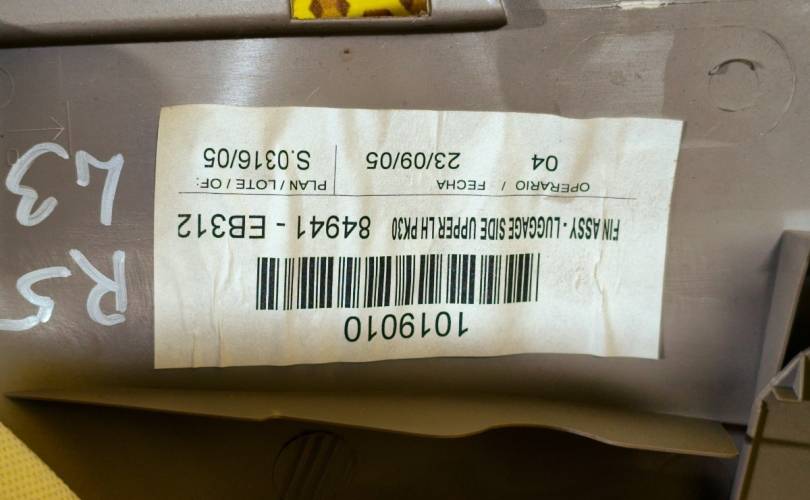 1019010
FIN ASSY - LUGGAGE SIDE UPPER LH PK30 84941 - EB312
OPERARIO / FECHA PLAN / LOTE / OF:
04 23/09/05 S.0316/05
R5
L3